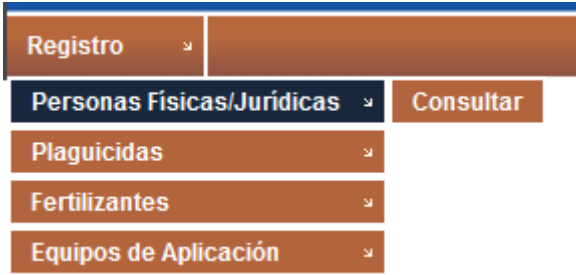 Registro
Personas Físicas/Jurídicas
Consultar
Plaguicidas
Fertilizantes
Equipos de Aplicación